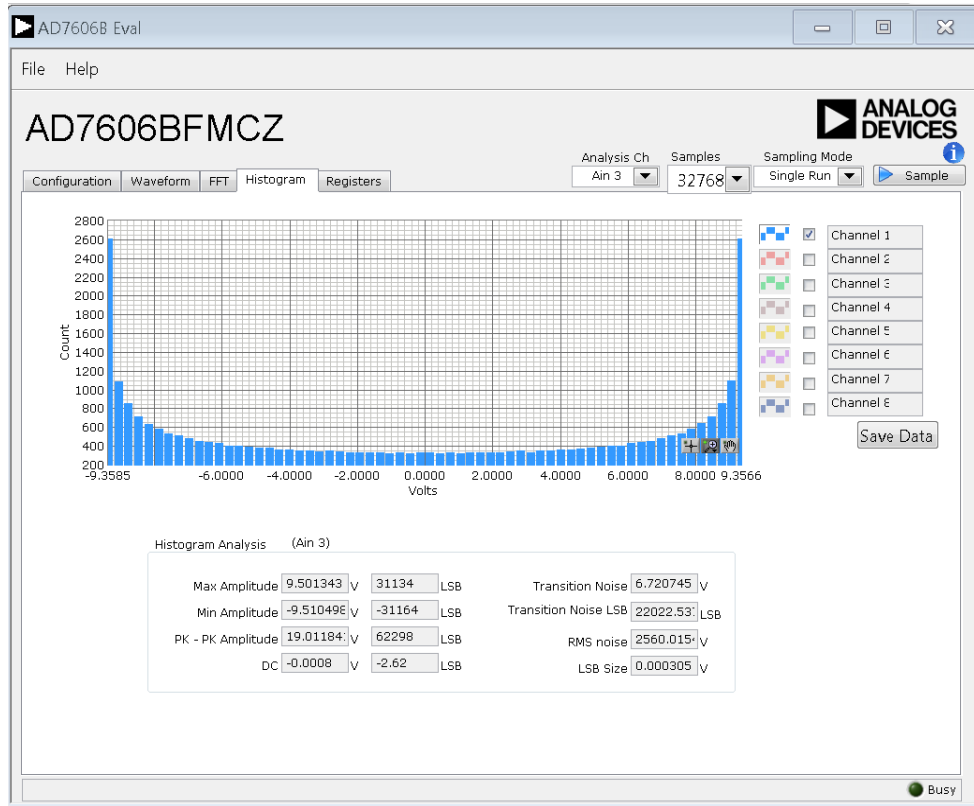 AD7606B Eval
File Help
AD7606BFMCZ
ANALOG
DEVICES
Analysis Ch Samples Sampling Mode
Configuration Waveform FFT Histogram Registers Ain 3 32768 Single Run Sample
2800
2600
2400
2200
2000
1800
1600
1400
1200
1000
800
600
400
200
Count
-9.3585 -6.0000 -4.0000 -2.0000 0.0000 2.0000 4.0000 6.0000 8.0000 9.3566
Volts
Channel 1
Channel 2
Channel 3
Channel 4
Channel 5
Channel 6
Channel 7
Channel 8
Save Data
Histogram Analysis (Ain 3)
Max Amplitude 9.501343 V 31134 LSB
Min Amplitude -9.510498 V -31164 LSB
PK - PK Amplitude 19.01184 V 62298 LSB
DC -0.0008 V -2.62 LSB
Transition Noise 6.720745 V
Transition Noise LSB 22022.53 LSB
RMS noise 2560.015 V
LSB Size 0.000305 V
Busy